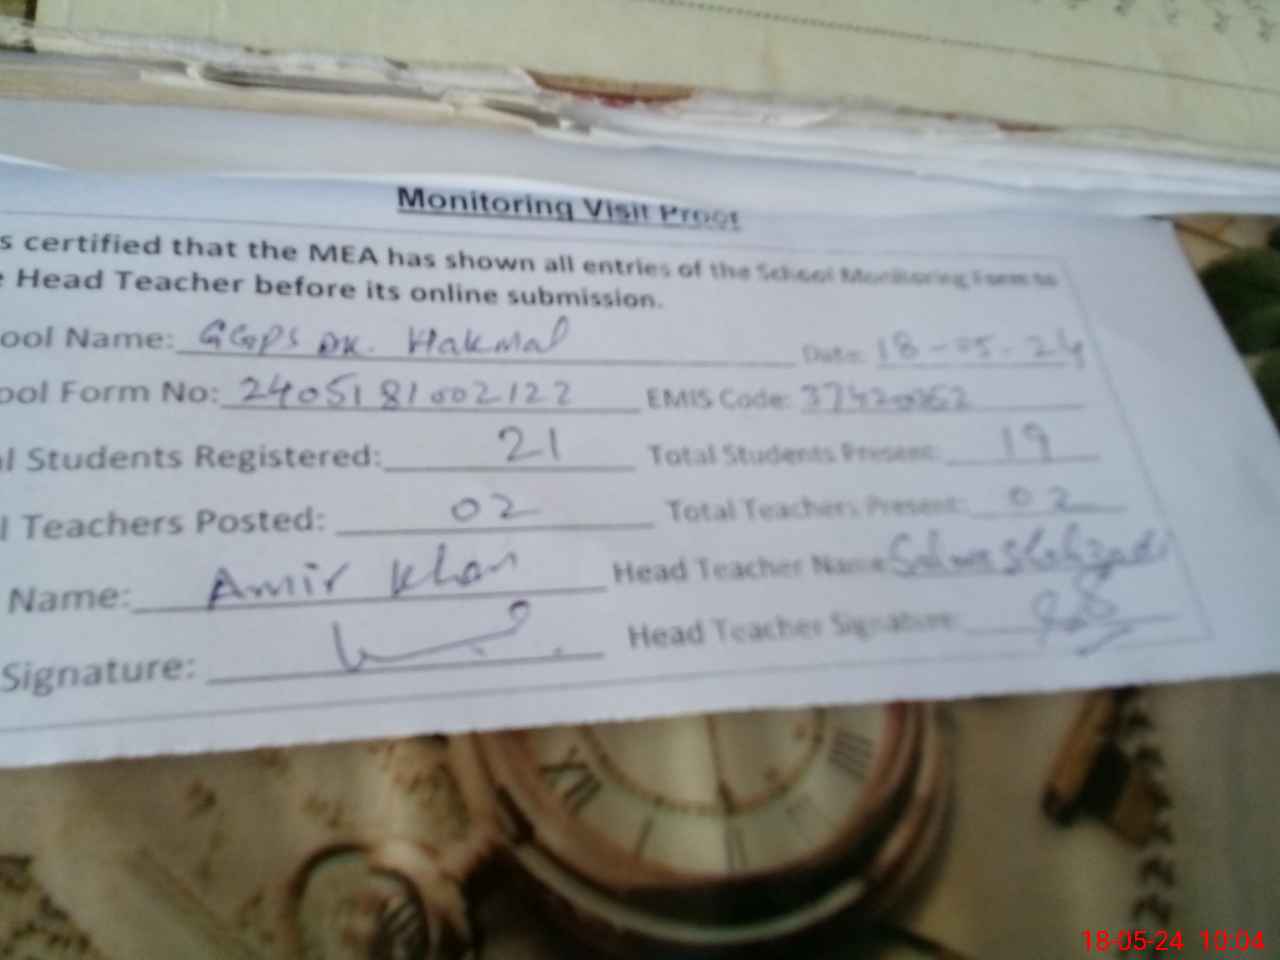 Monitoring Visit Proof
s certified that the MEA has shown all entries of the School Monitoring Form to
e Head Teacher before its online submission.
ool Name: GGPS DK. Hakmal Date: 18-05-24
ool Form No: 2405181002122 EMIS Code:
al Students Registered: 21 Total Students Present: 19
l Teachers Posted: 02 Total Teachers Present: 02
Name: Amir Khan Head Teacher Name
Signature: Head Teacher Signature:
XII
18-05-24 10:04